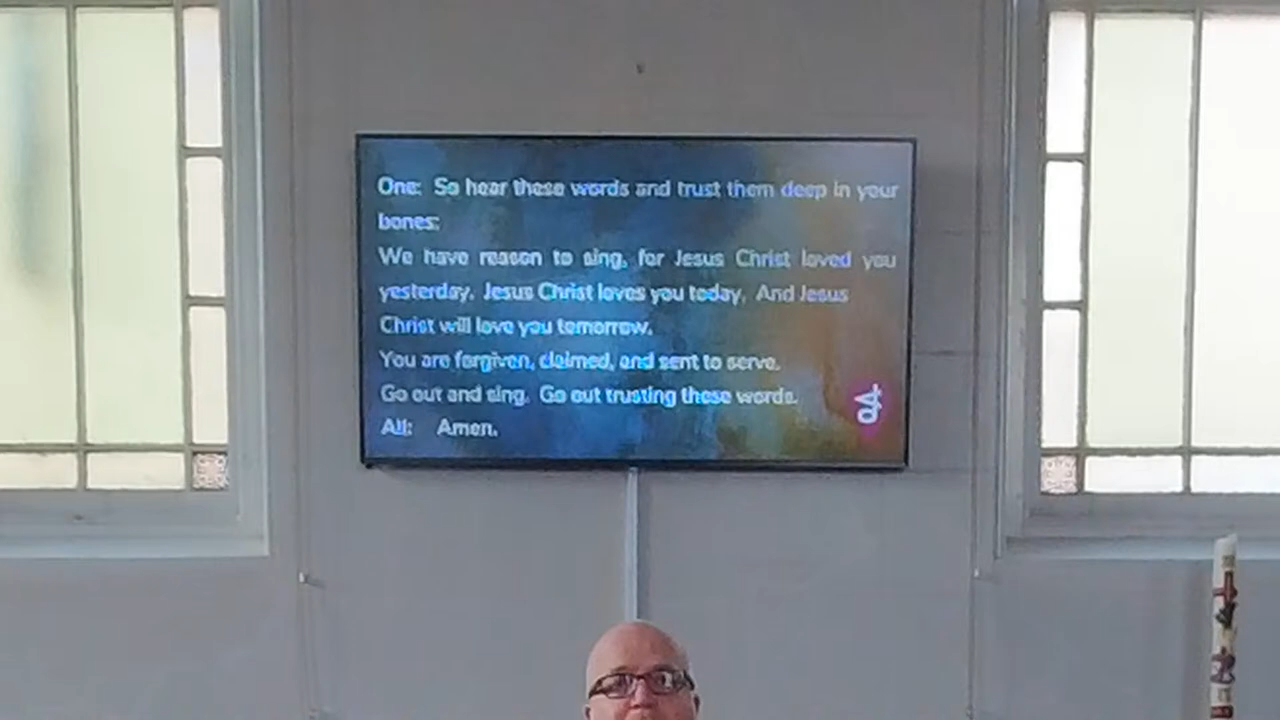 One: So hear these words and trust them deep in your
bones:
We have reason to sing, for Jesus Christ loved you
yesterday. Jesus Christ loves you today. And Jesus
Christ will love you tomorrow.
You are forgiven, claimed, and sent to serve.
Go out and sing. Go out trusting these words.
All: Amen.